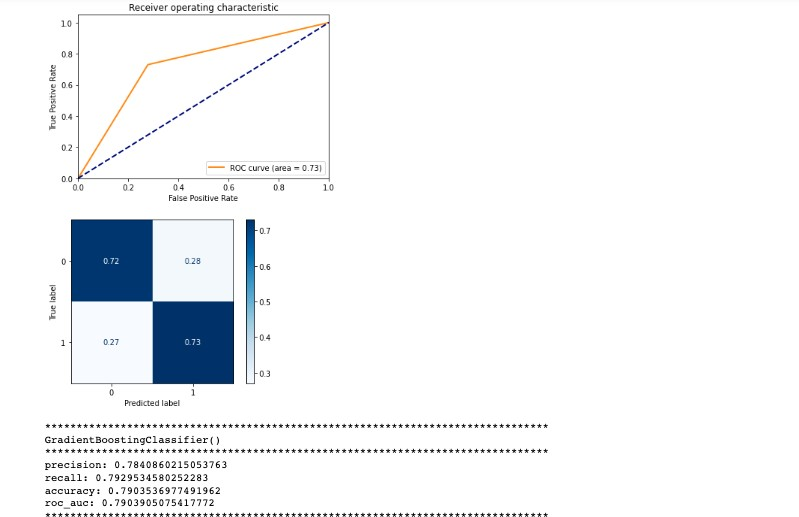 Receiver operating characteristic
1.0
0.8
0.6
0.4
0.2
0.0
True Positive Rate
ROC curve (area = 0.73)
0.0 0.2 0.4 0.6 0.8 1.0
False Positive Rate
True label
0 0.72 0.28
1 0.27 0.73
0 1
Predicted label
0.7
0.6
0.5
0.4
0.3
*******************************************************************************
GradientBoostingClassifier()
*******************************************************************************
precision: 0.7840860215053763
recall: 0.7929534580252283
accuracy: 0.7903536977491962
roc_auc: 0.7903905075417772
*******************************************************************************